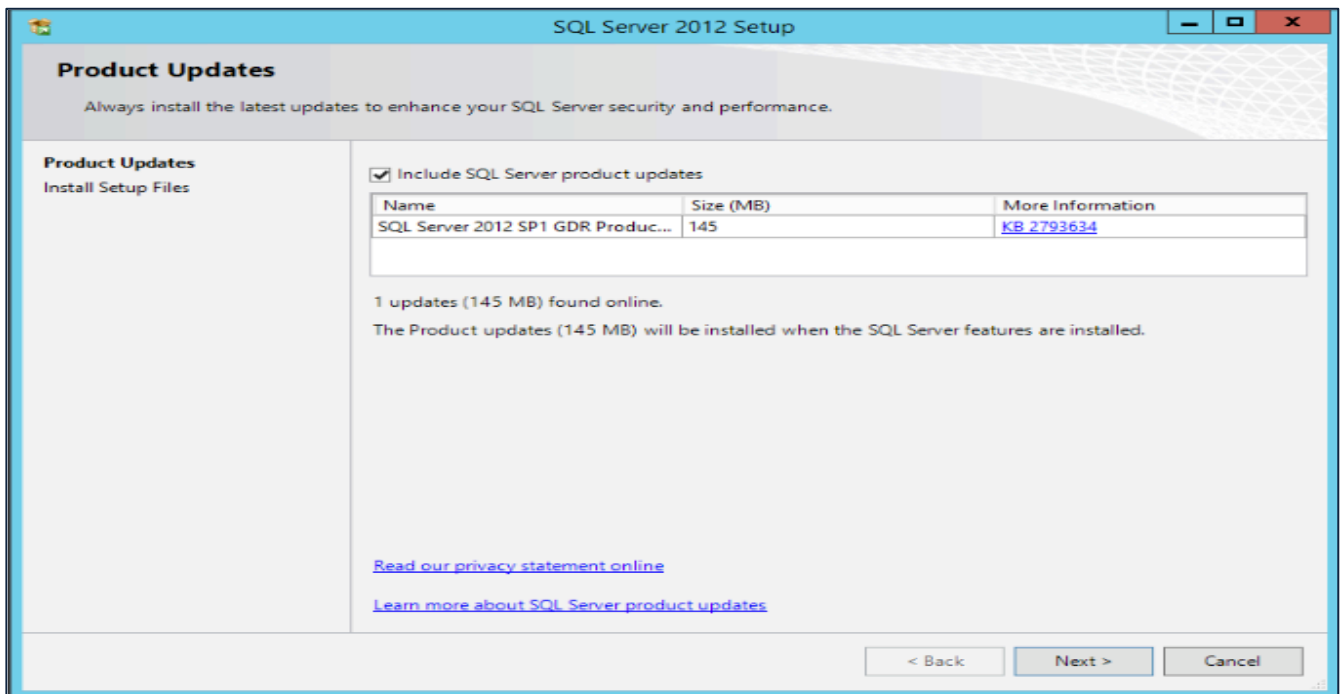 SQL Server 2012 Setup
Product Updates
Always install the latest updates to enhance your SQL Server security and performance.
Product Updates
Install Setup Files
Include SQL Server product updates
Name Size (MB) More Information
SQL Server 2012 SP1 GDR Produc... 145 KB 2793634
1 updates (145 MB) found online.
The Product updates (145 MB) will be installed when the SQL Server features are installed.
Read our privacy statement online
Learn more about SQL Server product updates
< Back Next > Cancel